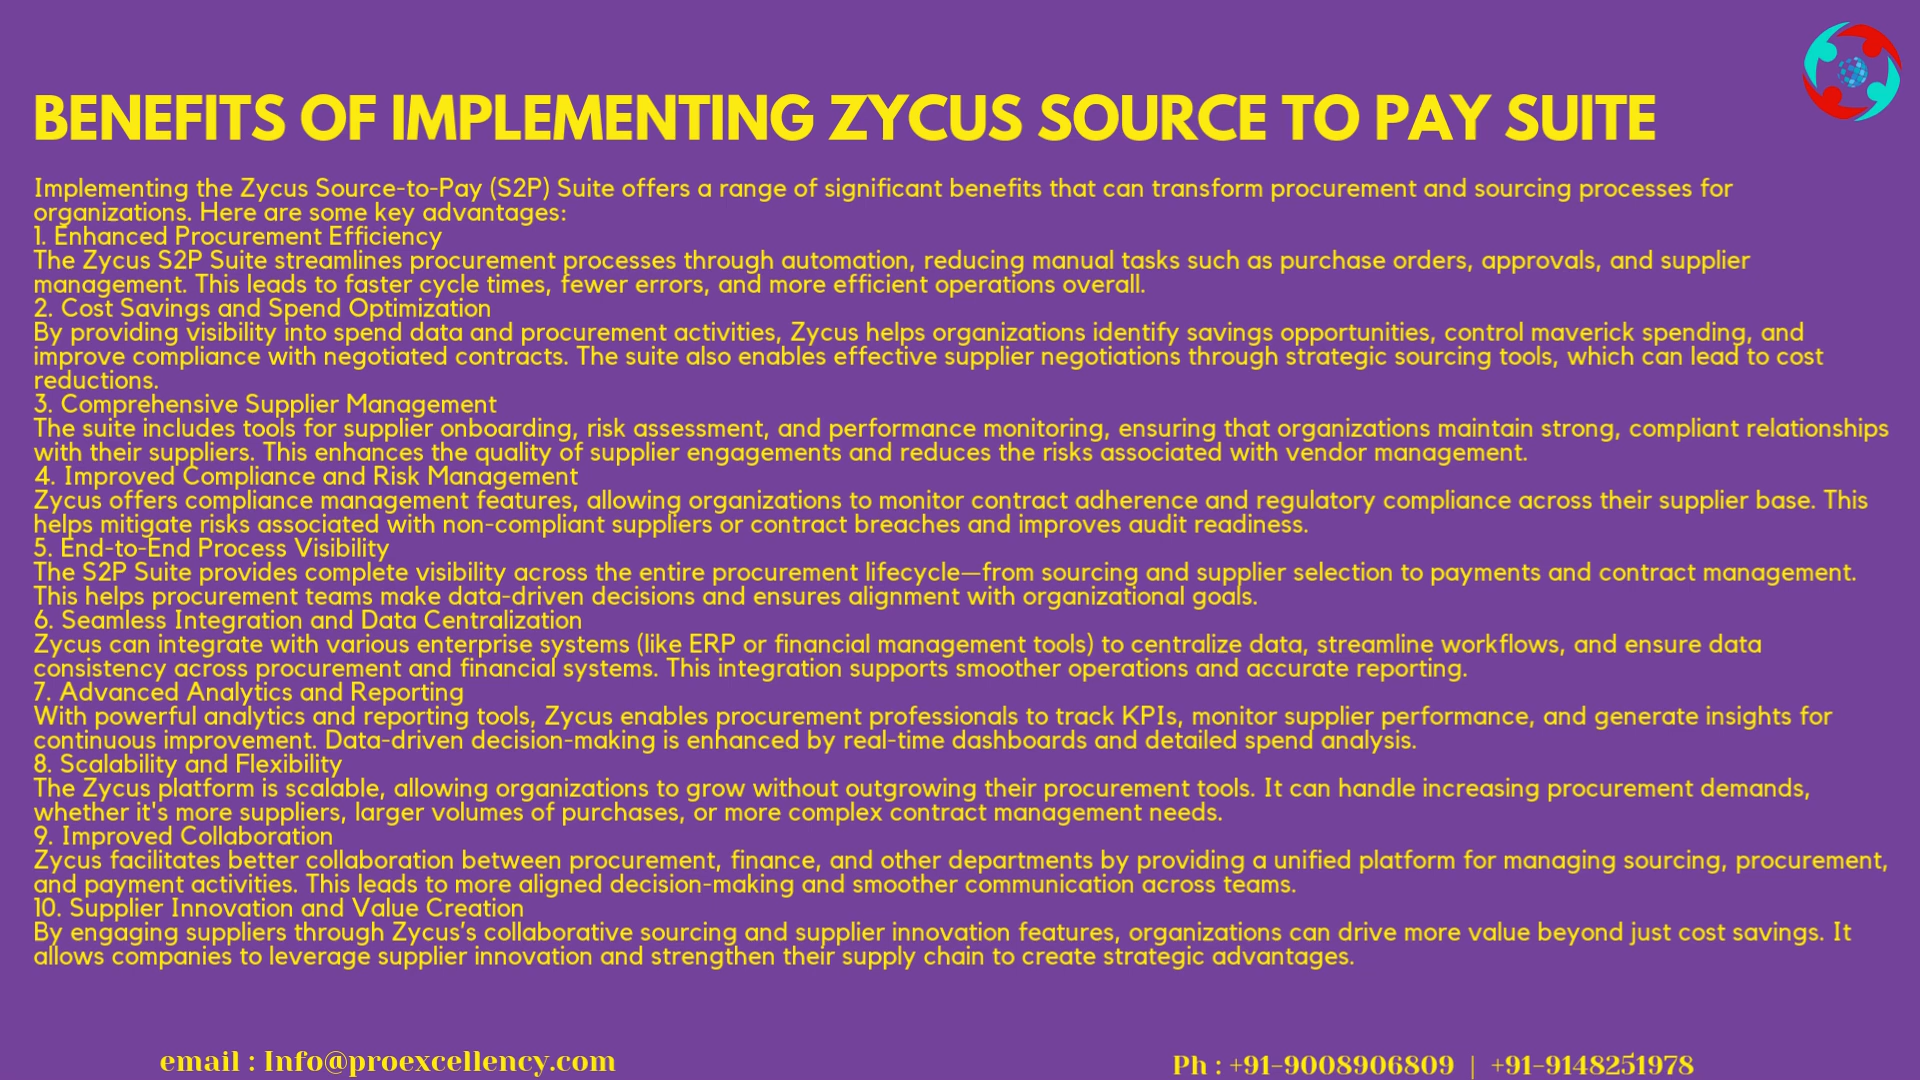 BENEFITS OF IMPLEMENTING ZYCUS SOURCE TO PAY SUITE
Implementing the Zycus Source-to-Pay (S2P) Suite offers a range of significant benefits that can transform procurement and sourcing processes for
organizations. Here are some key advantages:
1. Enhanced Procurement Efficiency
The Zycus S2P Suite streamlines procurement processes through automation, reducing manual tasks such as purchase orders, approvals, and supplier
management. This leads to faster cycle times, fewer errors, and more efficient operations overall.
2. Cost Savings and Spend Optimization
By providing visibility into spend data and procurement activities, Zycus helps organizations identify savings opportunities, control maverick spending, and
improve compliance with negotiated contracts. The suite also enables effective supplier negotiations through strategic sourcing tools, which can lead to cost
reductions.
3. Comprehensive Supplier Management
The suite includes tools for supplier onboarding, risk assessment, and performance monitoring, ensuring that organizations maintain strong, compliant relationships
with their suppliers. This enhances the quality of supplier engagements and reduces the risks associated with vendor management.
4. Improved Compliance and Risk Management
Zycus offers compliance management features, allowing organizations to monitor contract adherence and regulatory compliance across their supplier base. This
helps mitigate risks associated with non-compliant suppliers or contract breaches and improves audit readiness.
5. End-to-End Process Visibility
The S2P Suite provides complete visibility across the entire procurement lifecycle—from sourcing and supplier selection to payments and contract management.
This helps procurement teams make data-driven decisions and ensures alignment with organizational goals.
6. Seamless Integration and Data Centralization
Zycus can integrate with various enterprise systems (like ERP or financial management tools) to centralize data, streamline workflows, and ensure data
consistency across procurement and financial systems. This integration supports smoother operations and accurate reporting.
7. Advanced Analytics and Reporting
With powerful analytics and reporting tools, Zycus enables procurement professionals to track KPIs, monitor supplier performance, and generate insights for
continuous improvement. Data-driven decision-making is enhanced by real-time dashboards and detailed spend analysis.
8. Scalability and Flexibility
The Zycus platform is scalable, allowing organizations to grow without outgrowing their procurement tools. It can handle increasing procurement demands,
whether it's more suppliers, larger volumes of purchases, or more complex contract management needs.
9. Improved Collaboration
Zycus facilitates better collaboration between procurement, finance, and other departments by providing a unified platform for managing sourcing, procurement,
and payment activities. This leads to more aligned decision-making and smoother communication across teams.
10. Supplier Innovation and Value Creation
By engaging suppliers through Zycus’s collaborative sourcing and supplier innovation features, organizations can drive more value beyond just cost savings. It
allows companies to leverage supplier innovation and strengthen their supply chain to create strategic advantages.
email : Info@proexcellency.com
Ph : +91-9008906809 | +91-9148251978